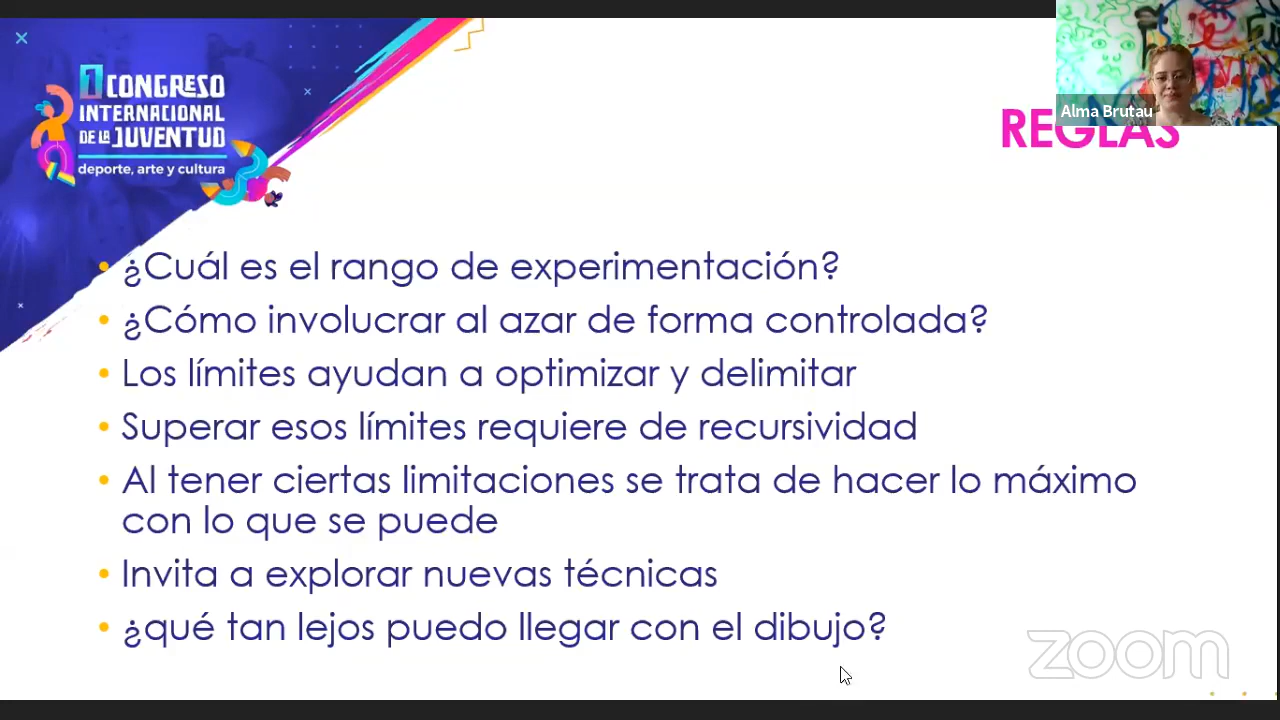 1 CONGRESO
INTERNACIONAL
DE LA JUVENTUD
deporte, arte y cultura
Alma Brutau
REGLAS
• ¿Cuál es el rango de experimentación?
• ¿Cómo involucrar al azar de forma controlada?
• Los límites ayudan a optimizar y delimitar
• Superar esos límites requiere de recursividad
• Al tener ciertas limitaciones se trata de hacer lo máximo
con lo que se puede
• Invita a explorar nuevas técnicas
• ¿qué tan lejos puedo llegar con el dibujo?
zoom